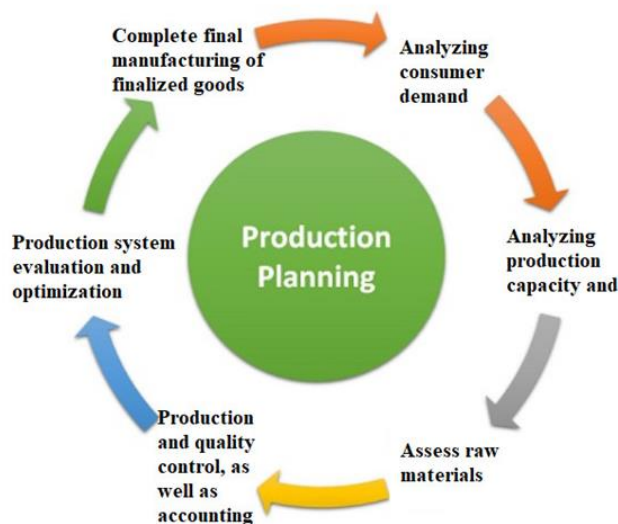 Complete final
manufacturing of
finalized goods
Analyzing
consumer
demand
Analyzing
production
capacity and
Assess raw
materials
Production
and quality
control, as
well as
accounting
Production system
evaluation and
optimization
Production
Planning